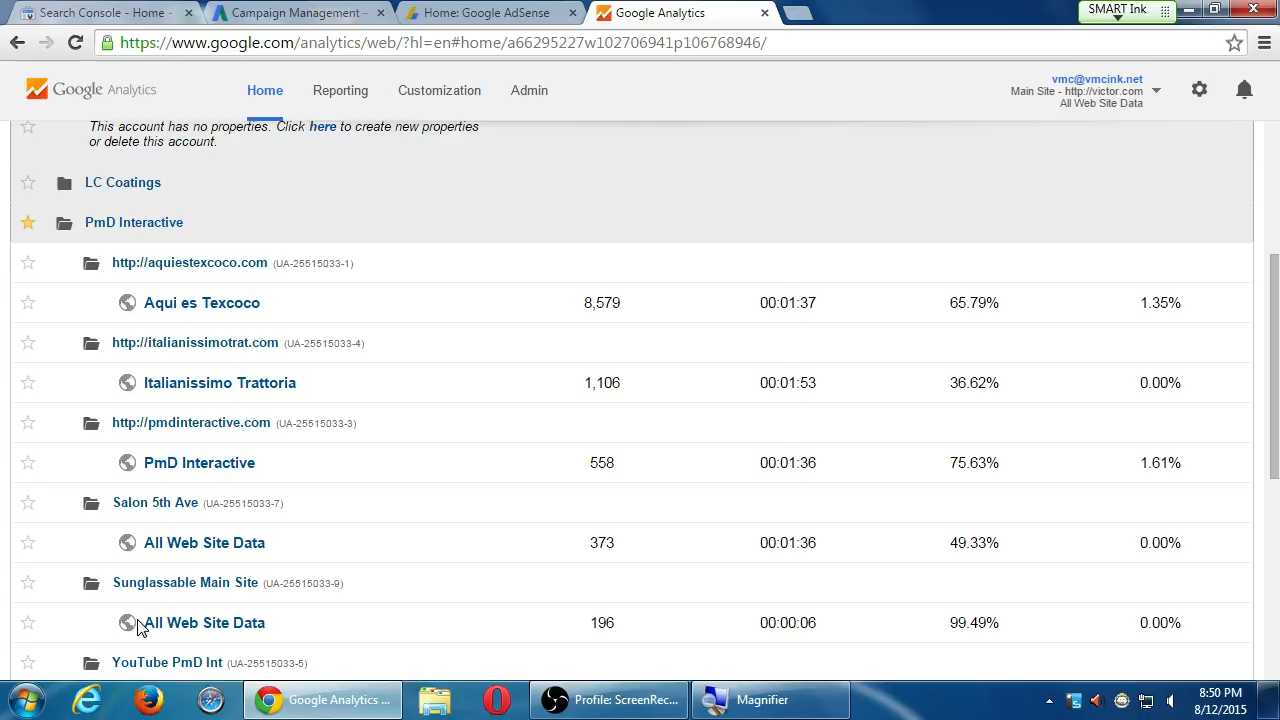 Search Console - Home
Campaign Management -
Home: Google AdSense
Google Analytics
SMART Ink
https://www.google.com/analytics/web/?hl=en#home/a66295227w102706941p106768946/
Google Analytics
Home
Reporting
Customization
Admin
vmc@vmcink.net
Main Site - http://victor.com
All Web Site Data
This account has no properties. Click here to create new properties
or delete this account.
LC Coatings
PmD Interactive
http://aquiestexcoco.com (UA-25515033-1)
Aqui es Texcoco 8,579 00:01:37 65.79% 1.35%
http://italianissimotrat.com (UA-25515033-4)
Italianissimo Trattoria 1,106 00:01:53 36.62% 0.00%
http://pmdinteractive.com (UA-25515033-3)
PmD Interactive 558 00:01:36 75.63% 1.61%
Salon 5th Ave (UA-25515033-7)
All Web Site Data 373 00:01:36 49.33% 0.00%
Sunglassable Main Site (UA-25515033-9)
All Web Site Data 196 00:00:06 99.49% 0.00%
YouTube PmD Int (UA-25515033-5)
Google Analytics ...
Profile: ScreenRec...
Magnifier
8:50 PM
8/12/2015